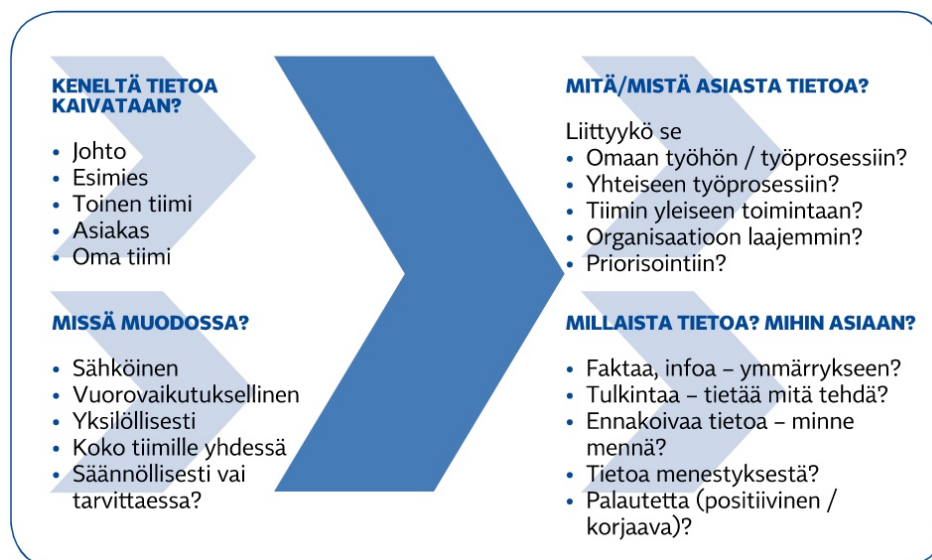 KENELTÄ TIETOA
KAIVATAAN?
• Johto
• Esimies
• Toinen tiimi
• Asiakas
• Oma tiimi
MITÄ/MISTÄ ASIASTA TIETOA?
Liittyykö se
• Omaan työhön / työprosessiin?
• Yhteiseen työprosessiin?
• Tiimin yleiseen toimintaan?
• Organisaatioon laajemmin?
• Priorisointiin?
MISSÄ MUODOSSA?
• Sähköinen
• Vuorovaikutuksellinen
• Yksilöllisesti
• Koko tiimille yhdessä
• Säännöllisesti vai
tarvittaessa?
MILLAISTA TIETOA? MIHIN ASIAAN?
• Faktaa, infoa – ymmärrykseen?
• Tulkintaa – tietää mitä tehdä?
• Ennakoivaa tietoa – minne
mennä?
• Tietoa menestyksestä?
• Palautetta (positiivinen /
korjaava)?